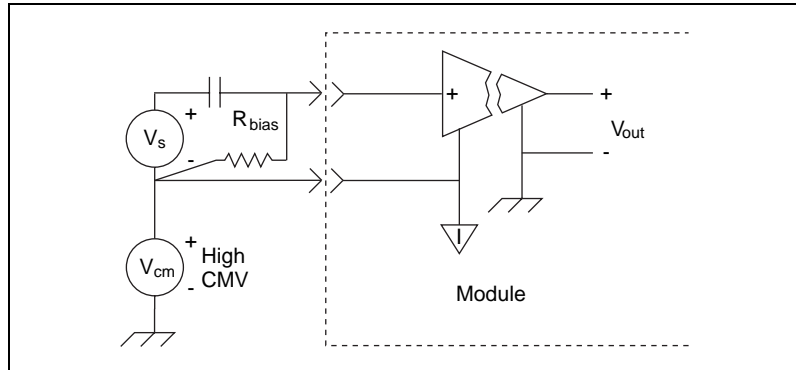 +
R bias
+
+
V s
-
V out
-
I
+
V cm
High
CMV
-
Module